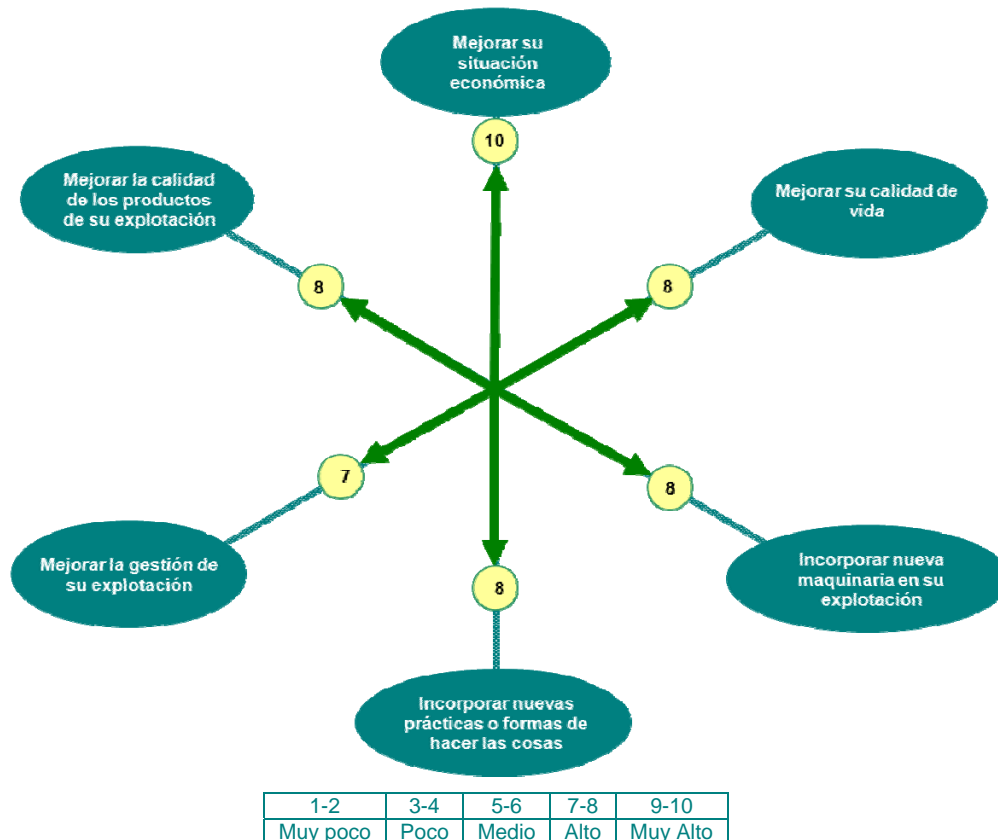 Mejorar su
situación
económica
10
Mejorar la calidad
de los productos
de su explotación
8
Mejorar su calidad de
vida
8
7
Mejorar la gestión de
su explotación
8
Incorporar nueva
maquinaria en su
explotación
8
Incorporar nuevas
prácticas o formas de
hacer las cosas
1-2 3-4 5-6 7-8 9-10
Muy poco Poco Medio Alto Muy Alto